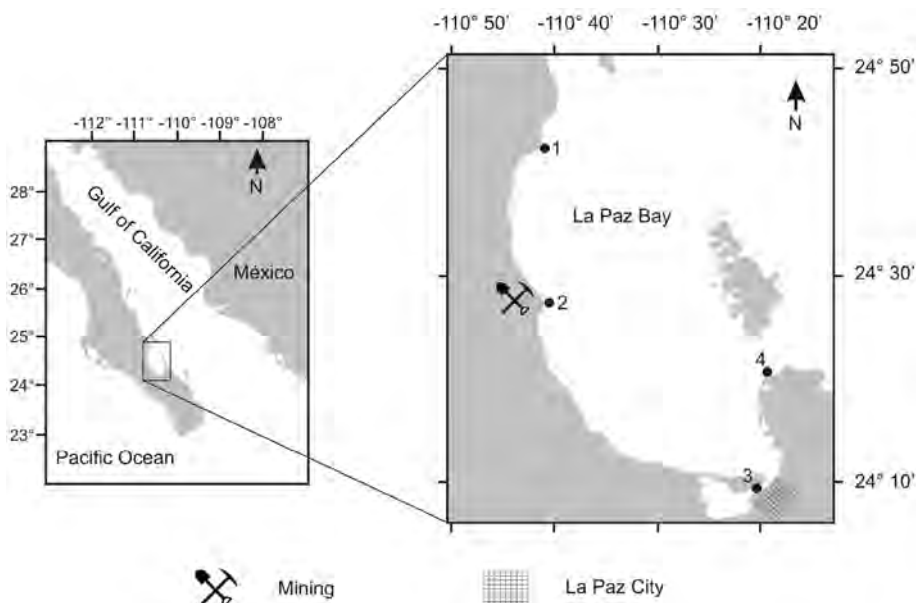 -110° 50'
-110° 40'
-110° 30'
-110° 20'
24° 50'
N
1
La Paz Bay
24° 30'
2
4
3
24° 10'
-112°
-111°
-110°
-109°
-108°
N
28°
27°
26°
25°
24°
23°
Gulf of California
México
Pacific Ocean
Mining
La Paz City